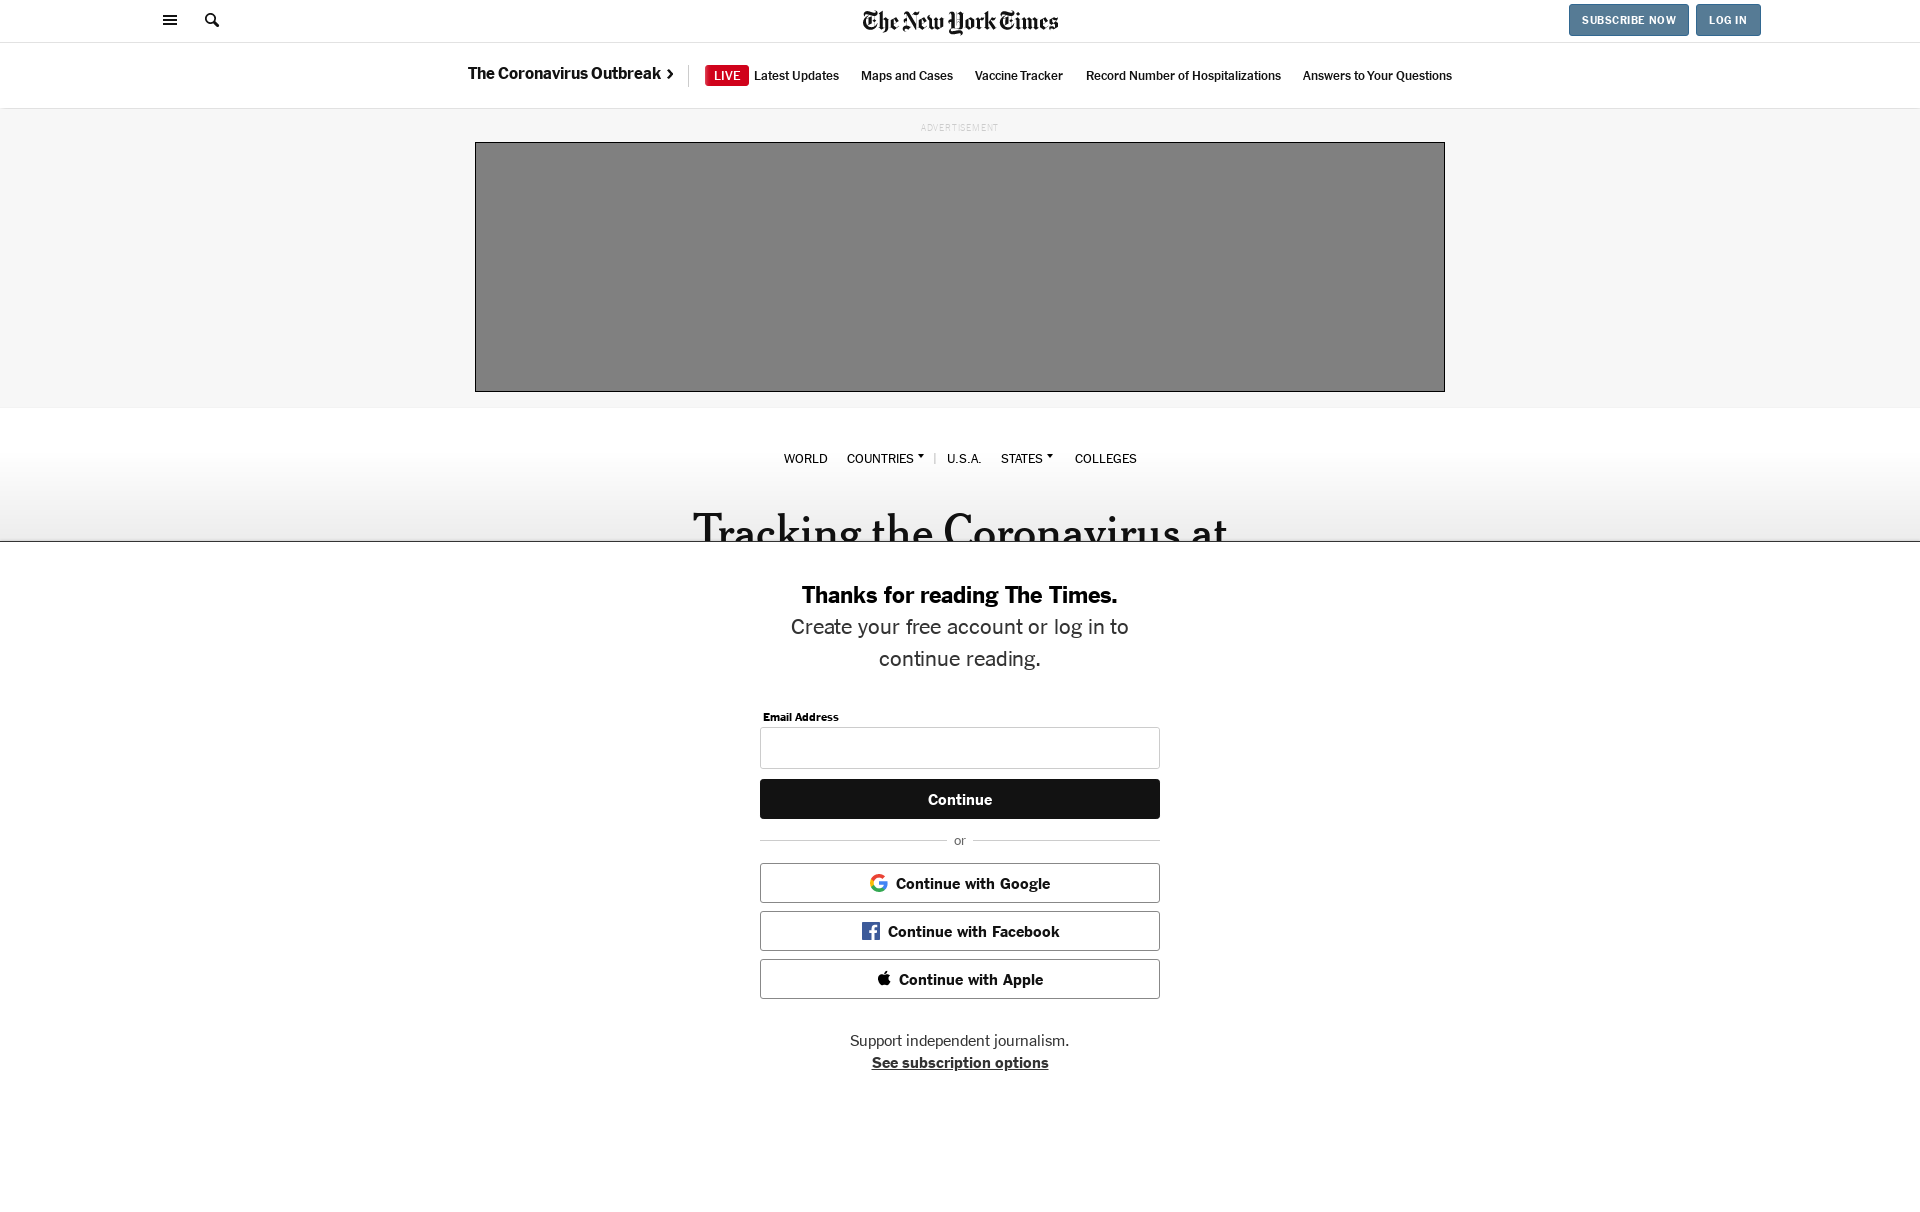 The New York Times
SUBSCRIBE NOW
LOG IN
The Coronavirus Outbreak
LIVE Latest Updates
Maps and Cases
Vaccine Tracker
Record Number of Hospitalizations
Answers to Your Questions
ADVERTISEMENT
WORLD
COUNTRIES
U.S.A.
STATES
COLLEGES
Tracking the Coronavirus at
Thanks for reading The Times.
Create your free account or log in to
continue reading.
Email Address
Continue
or
Continue with Google
Continue with Facebook
Continue with Apple
Support independent journalism.
See subscription options